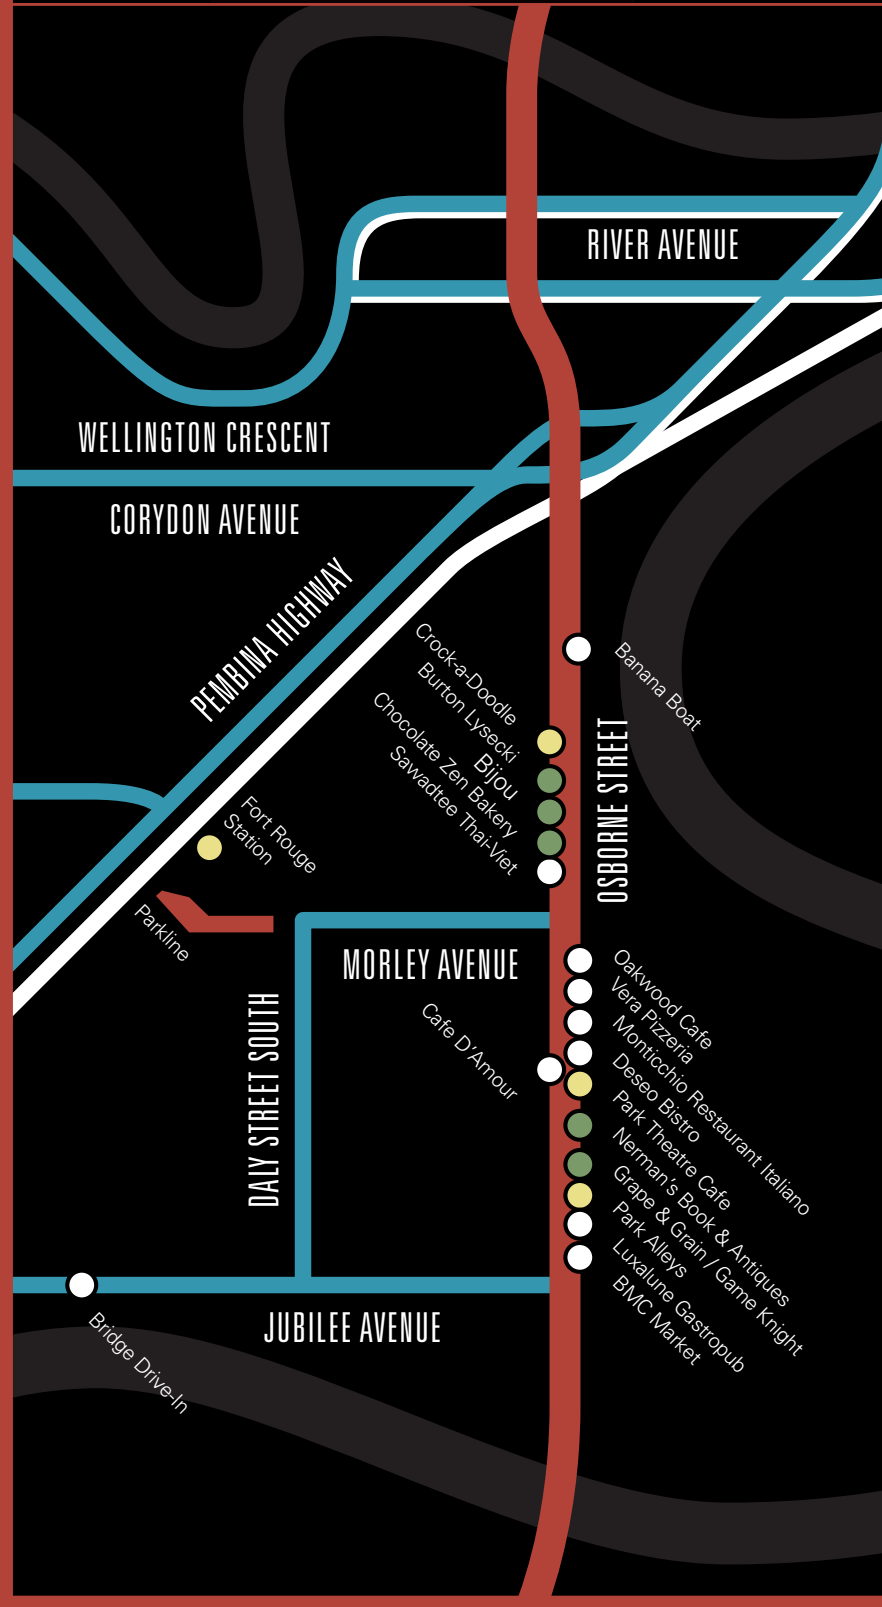 RIVER AVENUE
WELLINGTON CRESCENT
CORYDON AVENUE
PEMBINA HIGHWAY
Crock-a-Doodle
Burton Lysecki
Bijou
Chocolate Zen Bakery
Sawadtee Thai-Viet
Banana Boat
OSBORNE STREET
Fort Rouge
Station
Parkline
MORLEY AVENUE
DALY STREET SOUTH
Cafe D'Amour
Oakwood Cafe
Vera Pizzeria
Monticchio Restaurant Italiano
Deseo Bistro
Park Theatre Cafe
Nerman's Book & Antiques
Grape & Grain / Game Knight
Park Alleys
Luxalune Gastropub
BMC Market
JUBILEE AVENUE
Bridge Drive-In